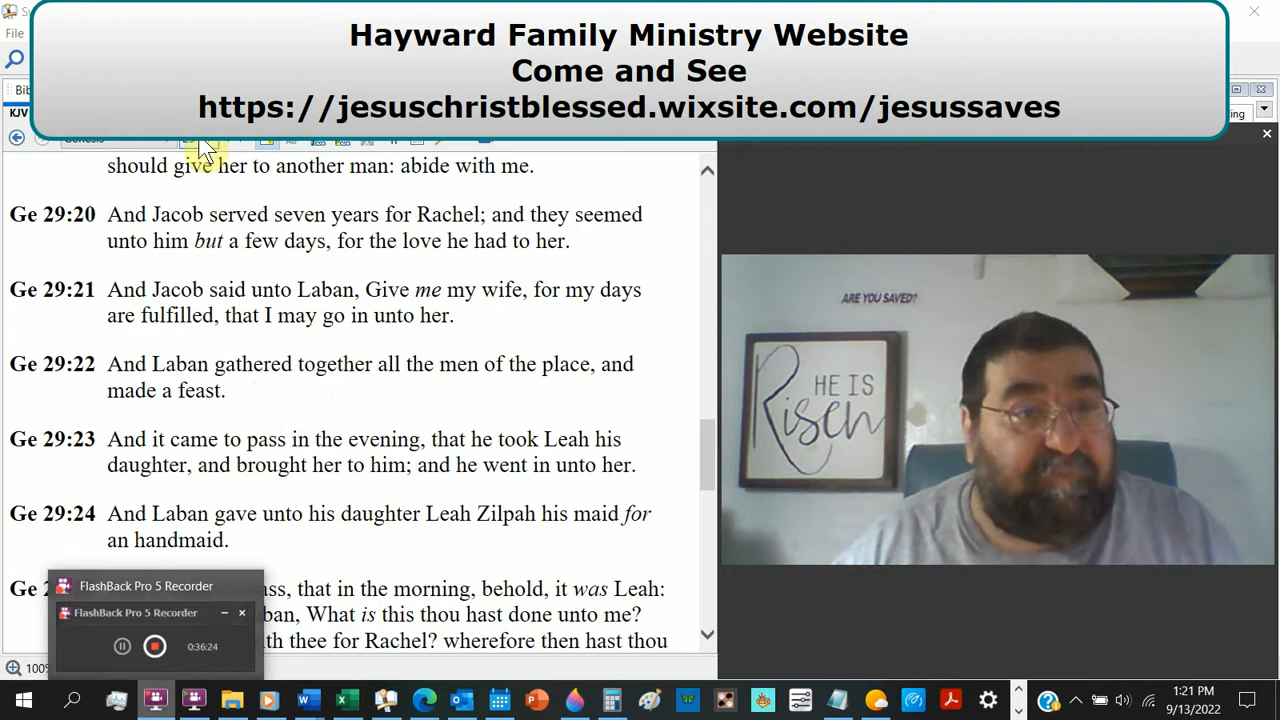 Hayward Family Ministry Website
Come and See
https://jesuschristblessed.wixsite.com/jesussaves
File
Bib
KJV
ing
should give her to another man: abide with me.
Ge 29:20 And Jacob served seven years for Rachel; and they seemed
unto him but a few days, for the love he had to her.
Ge 29:21 And Jacob said unto Laban, Give me my wife, for my days
are fulfilled, that I may go in unto her.
Ge 29:22 And Laban gathered together all the men of the place, and
made a feast.
Ge 29:23 And it came to pass in the evening, that he took Leah his
daughter, and brought her to him; and he went in unto her.
Ge 29:24 And Laban gave unto his daughter Leah Zilpah his maid for
an handmaid.
Ge 2 ass, that in the morning, behold, it was Leah:
ban, What is this thou hast done unto me?
ith thee for Rachel? wherefore then hast thou
FlashBack Pro 5 Recorder
FlashBack Pro 5 Recorder
0:36:24
100%
ARE YOU SAVED?
HE IS
Risen
1:21 PM
9/13/2022